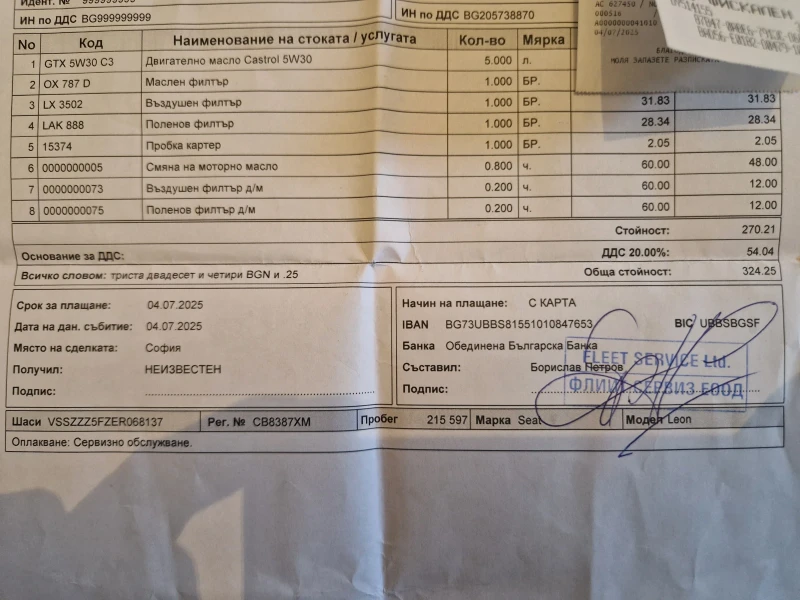 Идент. № 999999999
ИН по ДДС BG999999999
ИН по ДДС BG205738870
No Код Наименование на стоката / услугата Кол-во Мярка
1 GTX 5W30 C3 Двигателно масло Castrol 5W30 5.000 л.
2 OX 787 D Маслен филтър 1.000 БР.
3 LX 3502 Въздушен филтър 1.000 БР. 31.83 31.83
4 LAK 888 Поленов филтър 1.000 БР. 28.34 28.34
5 15374 Пробка картер 1.000 БР. 2.05 2.05
6 0000000005 Смяна на моторно масло 0.800 ч. 60.00 48.00
7 0000000073 Въздушен филтър д/м 0.200 ч. 60.00 12.00
8 0000000075 Поленов филтър д/м 0.200 ч. 60.00 12.00
Стойност: 270.21
Основание за ДДС: ДДС 20.00%: 54.04
Всичко словом: триста двадесет и четири BGN и .25 Обща стойност: 324.25
Срок за плащане: 04.07.2025
Дата на дан. събитие: 04.07.2025
Място на сделката: София
Получил: НЕИЗВЕСТЕН
Подпис:
Начин на плащане: С КАРТА
IBAN BG73UBBS81551010847653 BIC UBBSBGSF
Банка Обединена Българска Банка
Съставил: Борислав Петров
Подпис:
FLEET SERVICE Ltd.
ФЛИЙТ СЕРВИЗ ЕООД
Шаси VSSZZZ5FZER068137 Рег. № CB8387XM Пробег 215 597 Марка Seat Модел Leon
Оплакване: Сервизно обслужване.
000516
A0000000041010
04/07/2025
МОЛЯ ЗАПАЗЕТЕ РАЗПИСКАТА